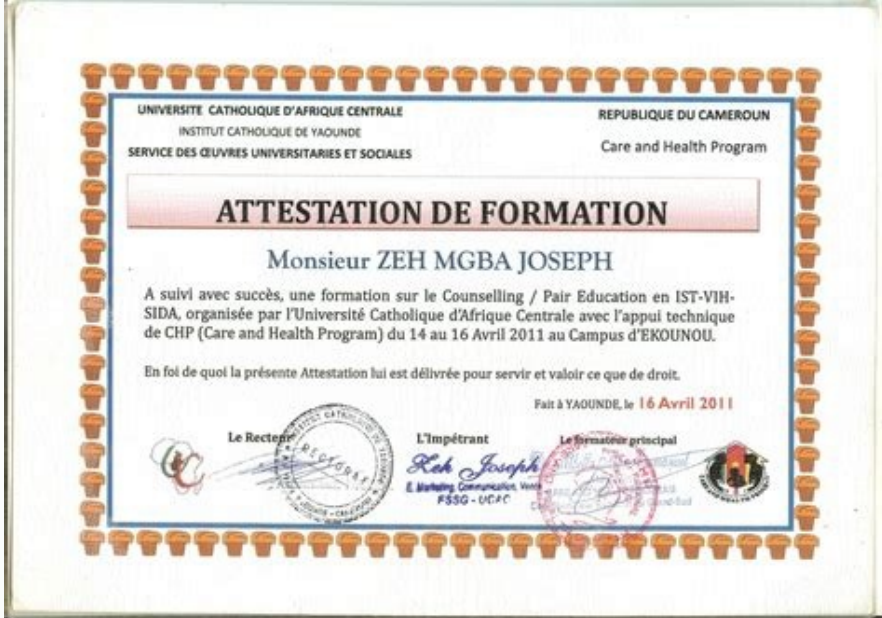 UNIVERSITE CATHOLIQUE D'AFRIQUE CENTRALE
INSTITUT CATHOLIQUE DE YAOUNDE
SERVICE DES ŒUVRES UNIVERSITARIES ET SOCIALES
REPUBLIQUE DU CAMEROUN
Care and Health Program
ATTESTATION DE FORMATION
Monsieur ZEH MGBA JOSEPH
A suivi avec succès, une formation sur le Counselling / Pair Education en IST-VIH-
SIDA, organisée par l'Université Catholique d'Afrique Centrale avec l'appui technique
de CHP (Care and Health Program) du 14 au 16 Avril 2011 au Campus d'EKOUNOU.
En foi de quoi la présente Attestation lui est délivrée pour servir et valoir ce que de droit.
Fait à YAOUNDE, le 16 Avril 2011
Le Recteur
RECTORAT
L'Impétrant
Zeh Joseph
E. Marketing, Communication, Vente
FSSG - UCAC
Le formateur principal